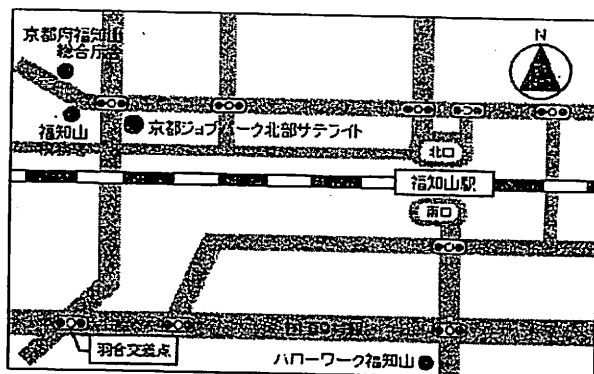 京都府福知山
総合庁舎
N
福知山
京都ジョブパーク北部サテライト
北口
福知山駅
南口
羽合交差点
ハローワーク福知山